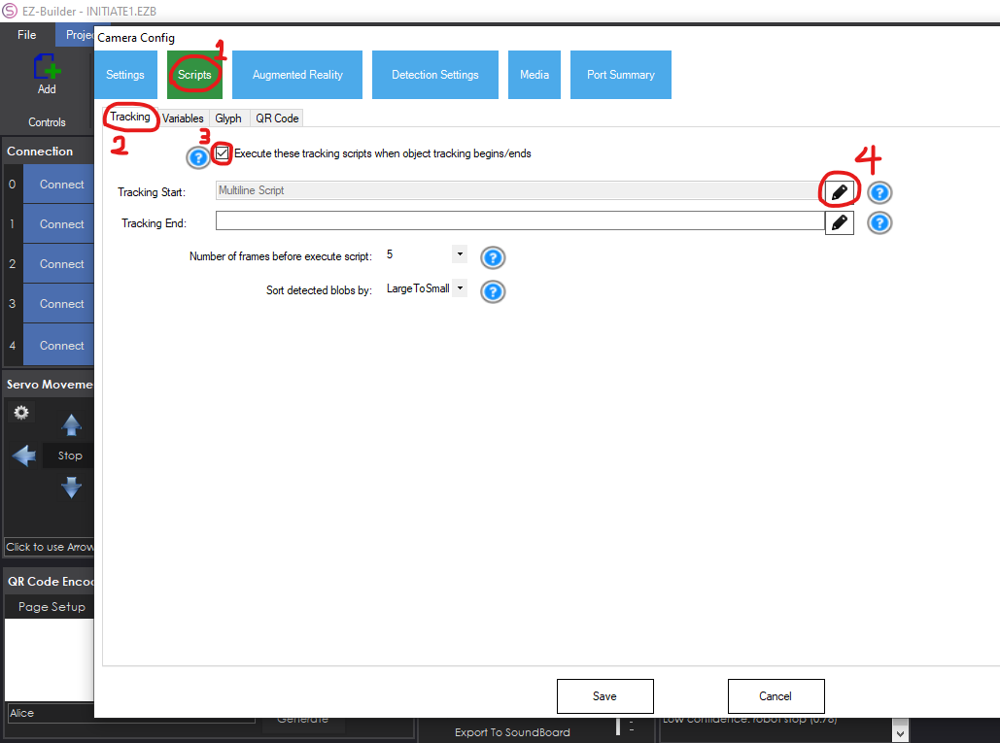 EZ-Builder - INITIATE1.EZB
File Projec
Camera Config
1
Settings Scripts Augmented Reality Detection Settings Media Port Summary
Add
Controls
Tracking Variables Glyph QR Code
2
3
Execute these tracking scripts when object tracking begins/ends
4
Tracking Start: Multiline Script
Tracking End:
Number of frames before execute script: 5
Sort detected blobs by: LargeToSmall
Connection
0 Connect
1 Connect
2 Connect
3 Connect
4 Connect
Servo Moveme
Stop
Click to use Arrow
QR Code Enco
Page Setup
Alice
Generate
Save Cancel
Export To SoundBoard
Low confidence: robot stop (0.78)